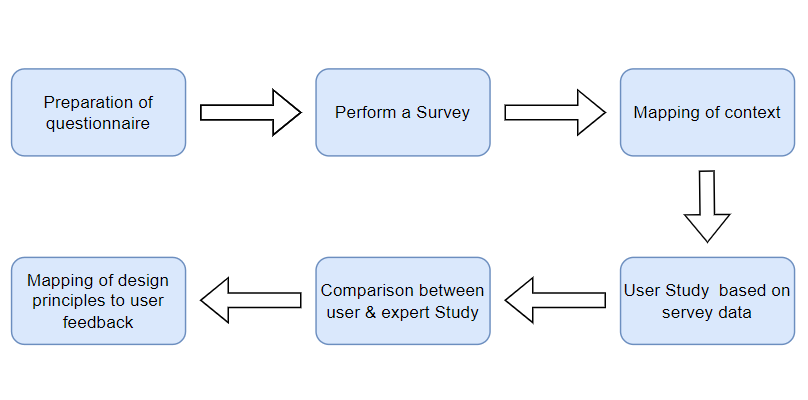 Preparation of
questionnaire
Perform a Survey
Mapping of context
User Study  based on
servey data
Comparison between
user & expert Study
Mapping of design
principles to user
feedback